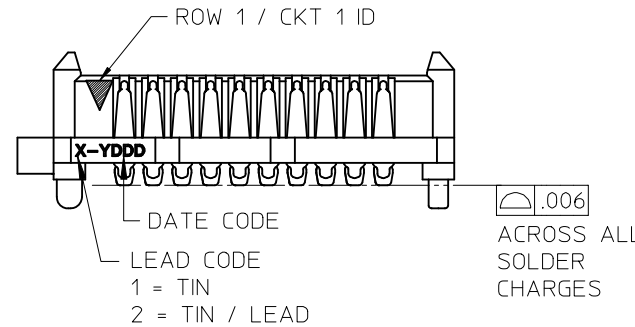 ROW 1 / CKT 1 ID
X-YDDD
DATE CODE
LEAD CODE
1 = TIN
2 = TIN / LEAD
.006
ACROSS ALL
SOLDER
CHARGES